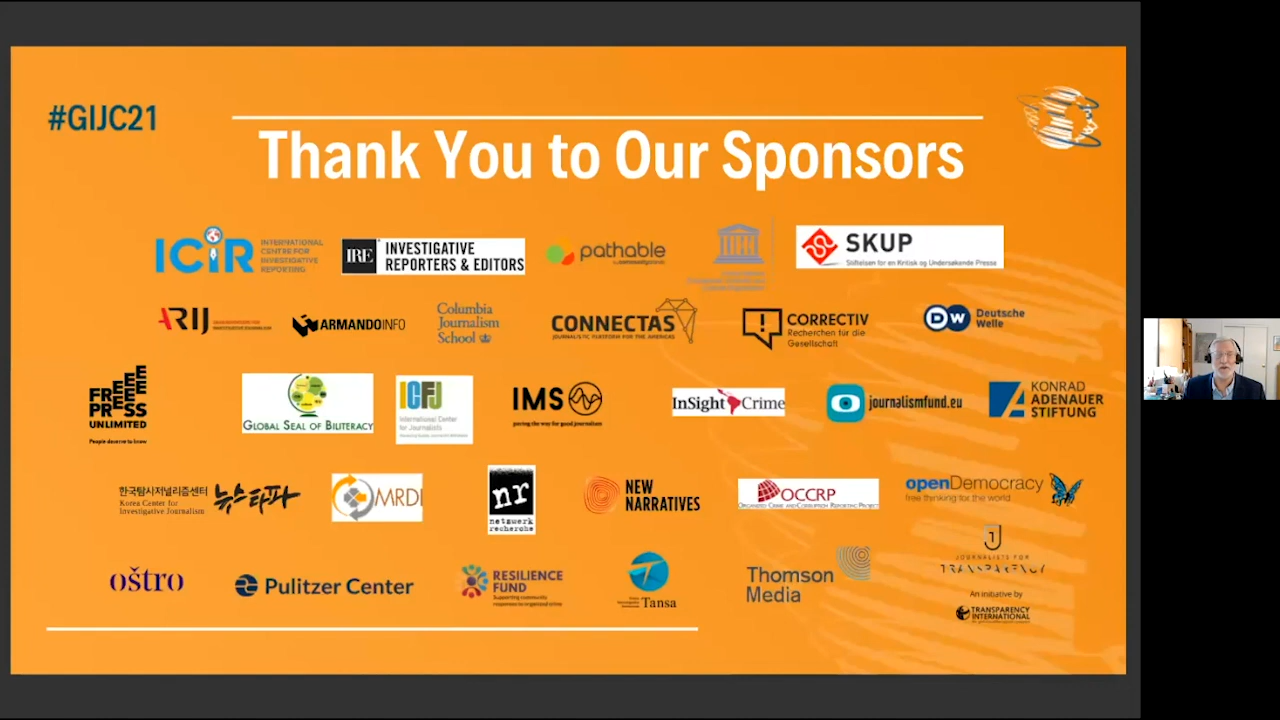 #GIJC21
Thank You to Our Sponsors
ICIR
INTERNATIONAL
CENTRE FOR
INVESTIGATIVE
REPORTING
IRE
INVESTIGATIVE
REPORTERS & EDITORS
pathable
SKUP
Stiftelsen for en Kritisk og Undersøkende Presse
ARIJ
ARMANDOINFO
Columbia
Journalism
School
CONNECTAS
JOURNALISTIC PLATFORM FOR THE AMERICAS
CORRECTIV
Recherchen für die
Gesellschaft
DW
Deutsche
Welle
FREEEEE
PRESS
UNLIMITED
People deserve to know
GLOBAL SEAL OF BILITERACY
ICFJ
International Center
for Journalists
IMS
paving the way for good journalism
InSight Crime
journalismfund.eu
KONRAD
ADENAUER
STIFTUNG
한국탐사저널리즘센터
Korea Center for
Investigative Journalism
뉴스타파
MRDI
nr
netzwerk
recherche
NEW
NARRATIVES
OCCRP
ORGANIZED CRIME AND CORRUPTION REPORTING PROJECT
openDemocracy
free thinking for the world
oštro
Pulitzer Center
RESILIENCE
FUND
Supporting community
responses to organized crime
Tansa
Thomson
Media
JOURNALISTS FOR
TRANSPARENCY
An initiative by
TRANSPARENCY
INTERNATIONAL